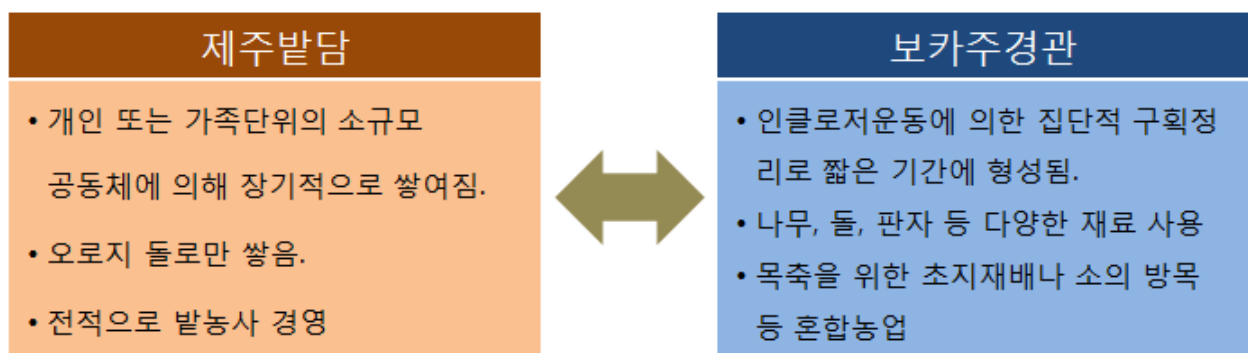 제주밭담
• 개인 또는 가족단위의 소규모
공동체에 의해 장기적으로 쌓여짐.
• 오로지 돌로만 쌓음.
• 전적으로 밭농사 경영
보카주경관
• 인클로저운동에 의한 집단적 구획정
리로 짧은 기간에 형성됨.
• 나무, 돌, 판자 등 다양한 재료 사용
• 목축을 위한 초지재배나 소의 방목
등 혼합농업